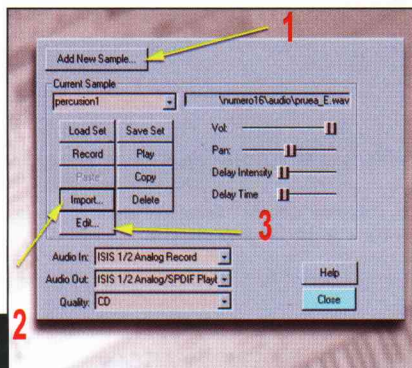 1
Add New Sample...
Current Sample
percusion1
\numero16\audio\pruea_E.wav
Load Set
Save Set
Vol:
Record
Play
Pan:
Paste
Copy
Delay Intensity
Import...
Delete
Delay Time
Edit...
3
Audio In: ISIS 1/2 Analog Record
Audio Out: ISIS 1/2 Analog/SPDIF Playl
Help
Quality: CD
Close
2